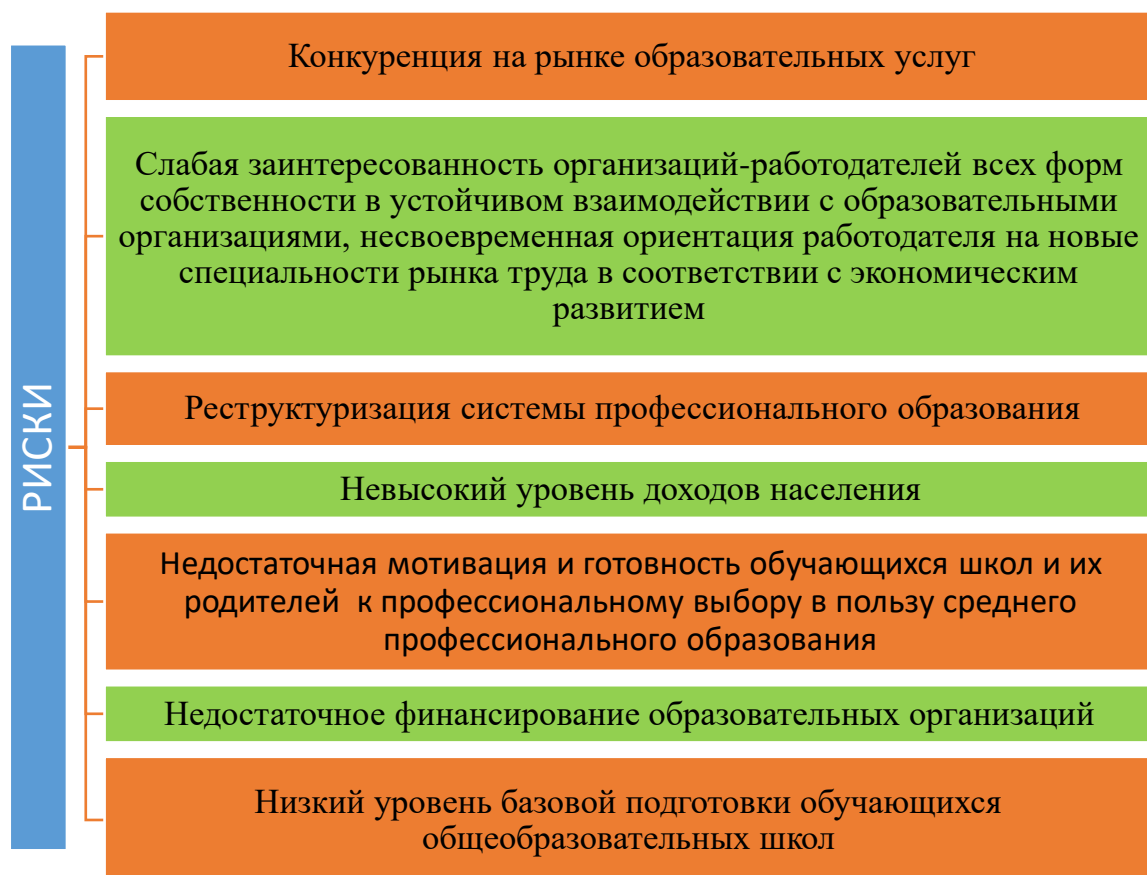 РИСКИ
Конкуренция на рынке образовательных услуг
Слабая заинтересованность организаций-работодателей всех форм
собственности в устойчивом взаимодействии с образовательными
организациями, несвоевременная ориентация работодателя на новые
специальности рынка труда в соответствии с экономическим
развитием
Реструктуризация системы профессионального образования
Невысокий уровень доходов населения
Недостаточная мотивация и готовность обучающихся школ и их
родителей  к профессиональному выбору в пользу среднего
профессионального образования
Недостаточное финансирование образовательных организаций
Низкий уровень базовой подготовки обучающихся
общеобразовательных школ